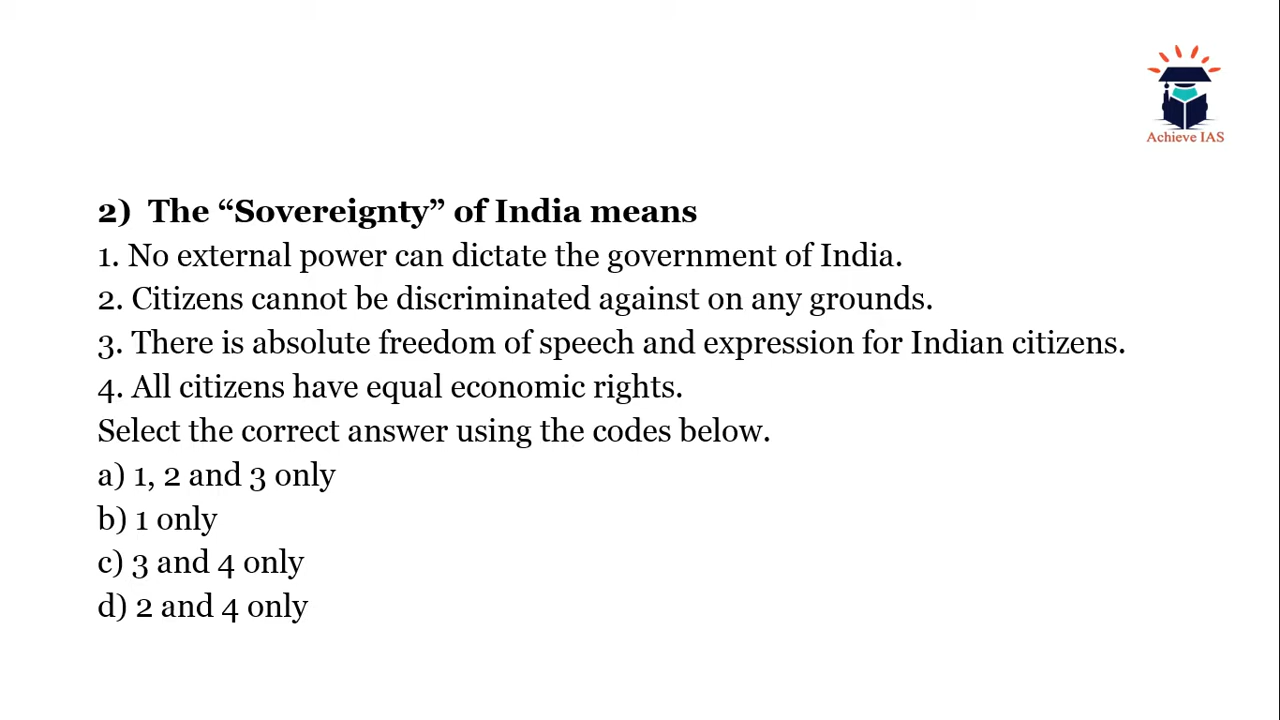 Achieve IAS
2) The “Sovereignty” of India means
1. No external power can dictate the government of India.
2. Citizens cannot be discriminated against on any grounds.
3. There is absolute freedom of speech and expression for Indian citizens.
4. All citizens have equal economic rights.
Select the correct answer using the codes below.
a) 1, 2 and 3 only
b) 1 only
c) 3 and 4 only
d) 2 and 4 only